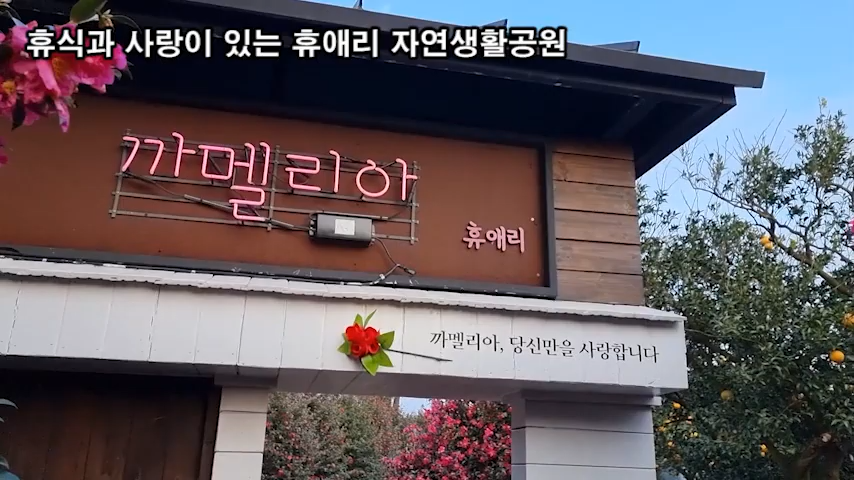 휴식과 사랑이 있는 휴애리 자연생활공원
까멜리아
휴애리
까멜리아, 당신만을 사랑합니다